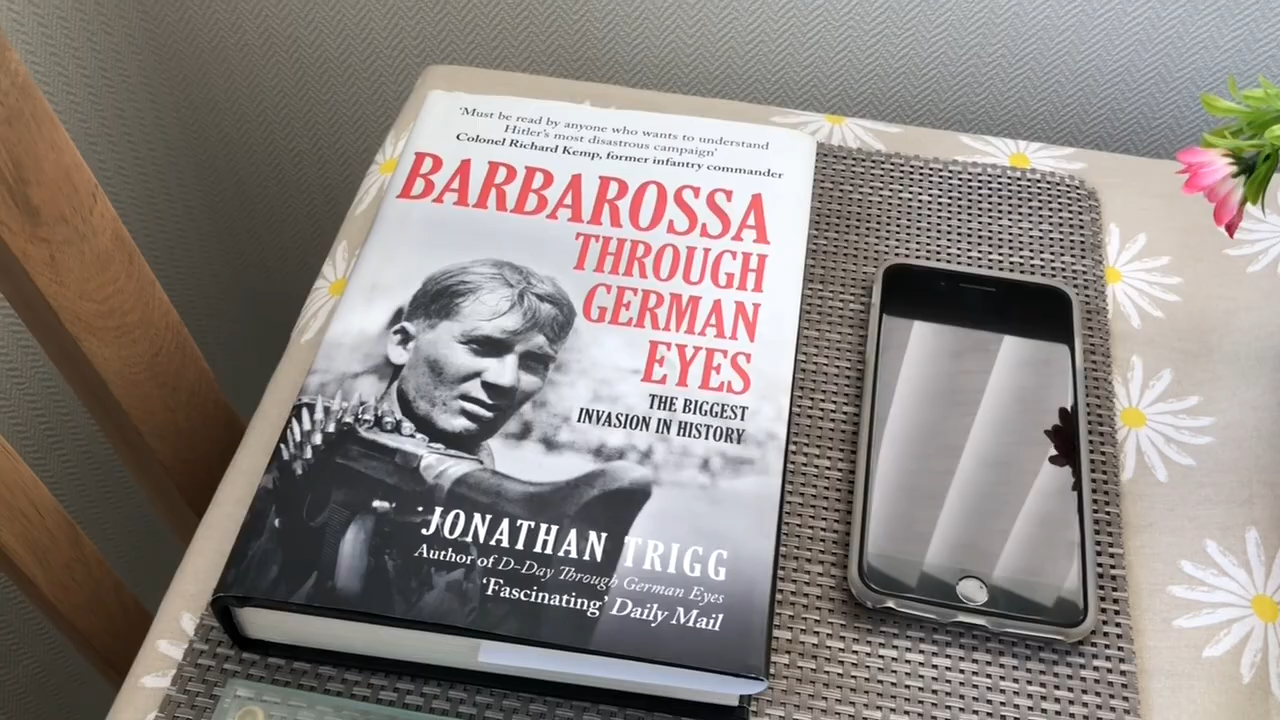 'Must be read by anyone who wants to understand
Hitler's most disastrous campaign'
Colonel Richard Kemp, former infantry commander
BARBAROSSA
THROUGH
GERMAN
EYES
THE BIGGEST
INVASION IN HISTORY
JONATHAN TRIGG
Author of D-Day Through German Eyes
'Fascinating' Daily Mail